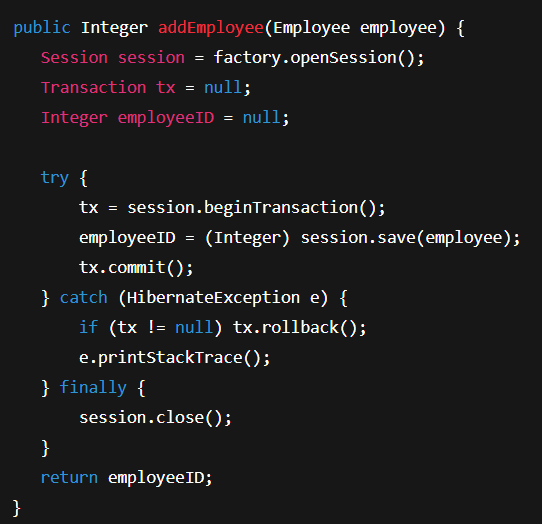 public Integer addEmployee(Employee employee) {
Session session = factory.openSession();
Transaction tx = null;
Integer employeeID = null;
try {
tx = session.beginTransaction();
employeeID = (Integer) session.save(employee);
tx.commit();
} catch (HibernateException e) {
if (tx != null) tx.rollback();
e.printStackTrace();
} finally {
session.close();
}
return employeeID;
}